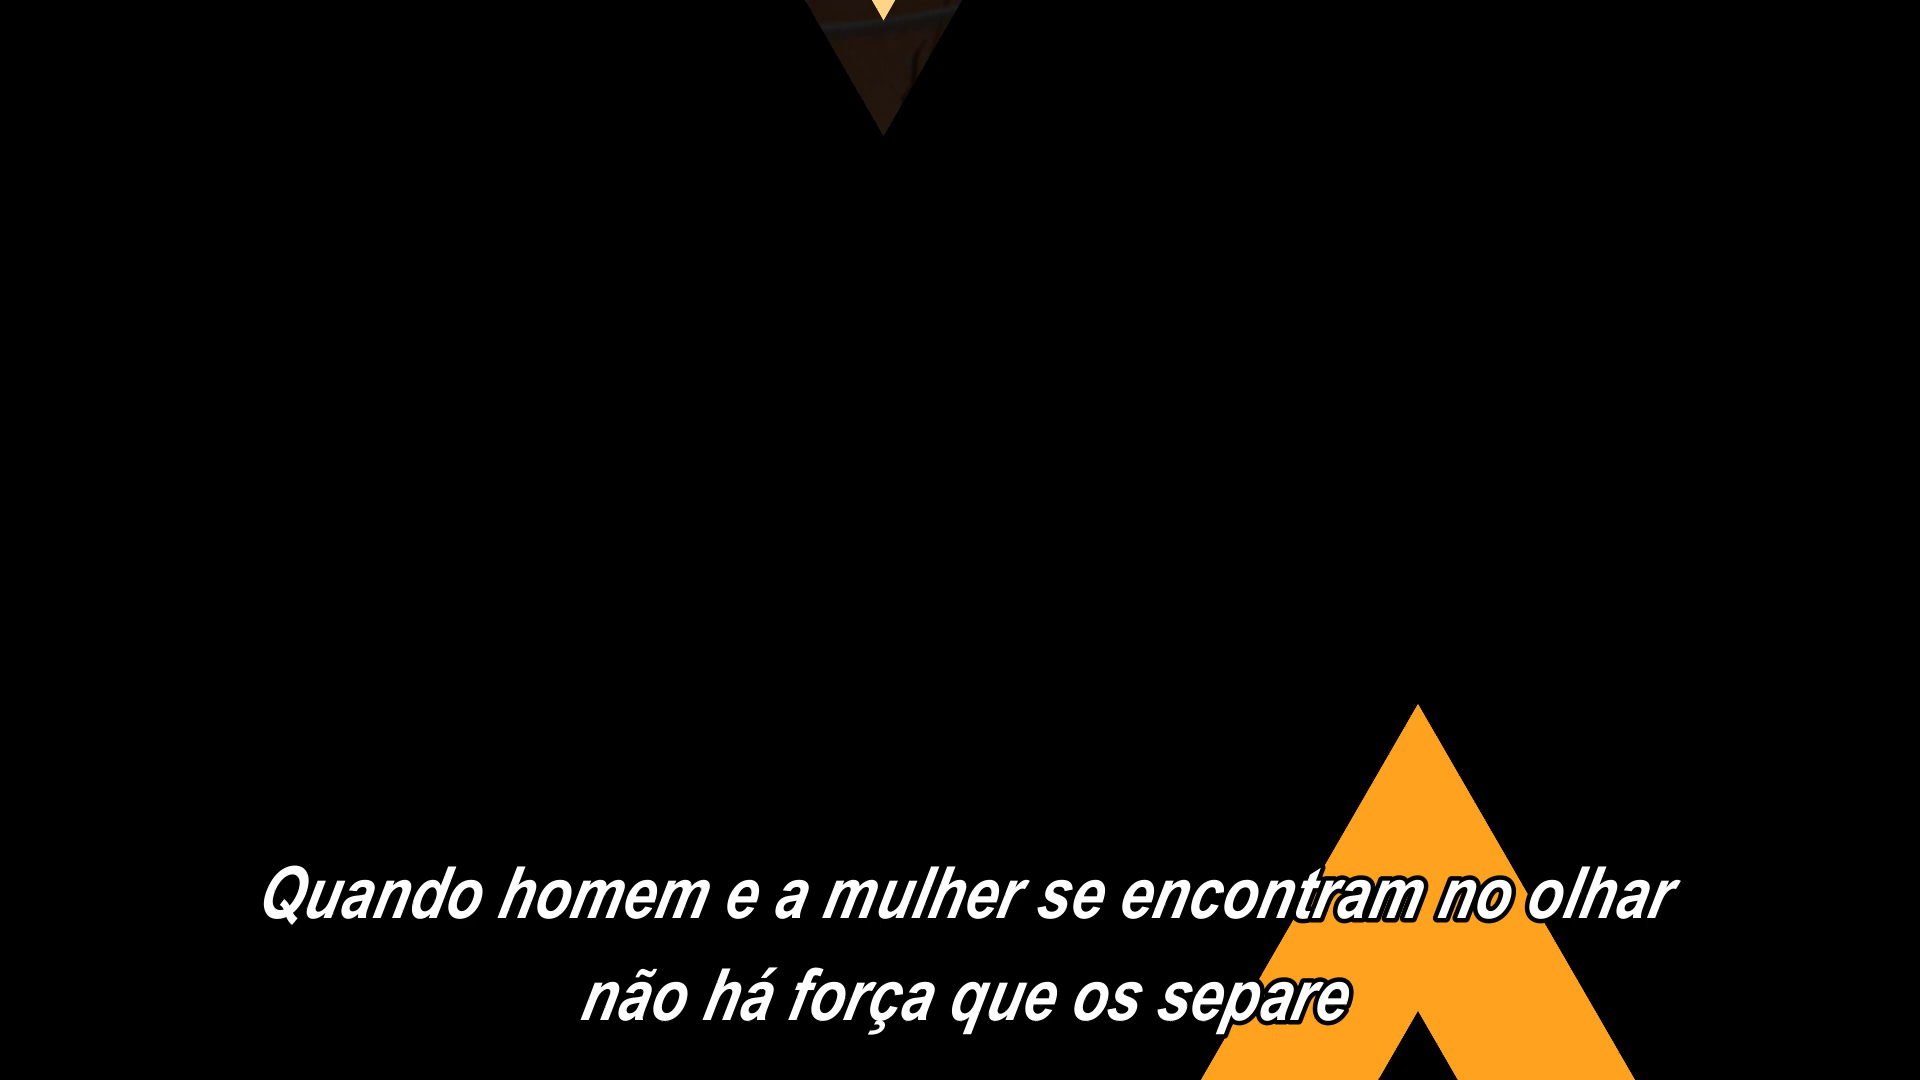 Quando homem e a mulher se encontram no olhar
não há força que os separe